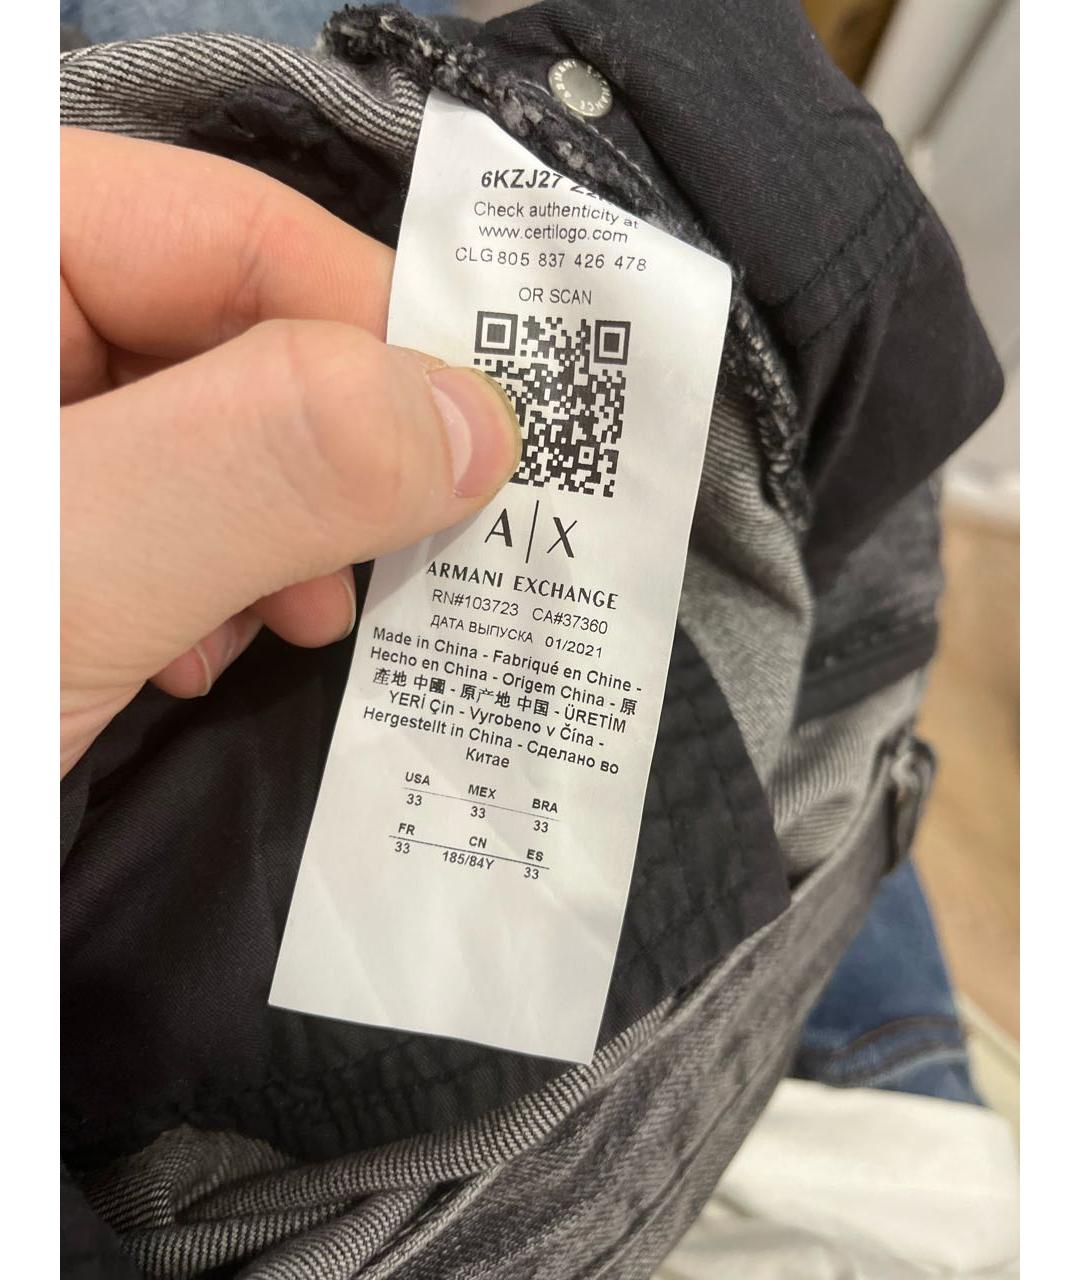 6KZJ27
Check authenticity at
www.certilogo.com
CLG 805 837 426 478
OR SCAN
A|X
ARMANI EXCHANGE
RN#103723 CA#37360
ДАТА ВЫПУСКА 01/2021
Made in China - Fabriqué en Chine -
Hecho en China - Origem China - 原
產地 中國 - 原产地 中国 - ÜRETİM
YERİ Çin - Vyrobeno v Čína -
Hergestellt in China - Сделано во
Китае
USA MEX BRA
33 33 33
FR CN ES
33 185/84Y 33